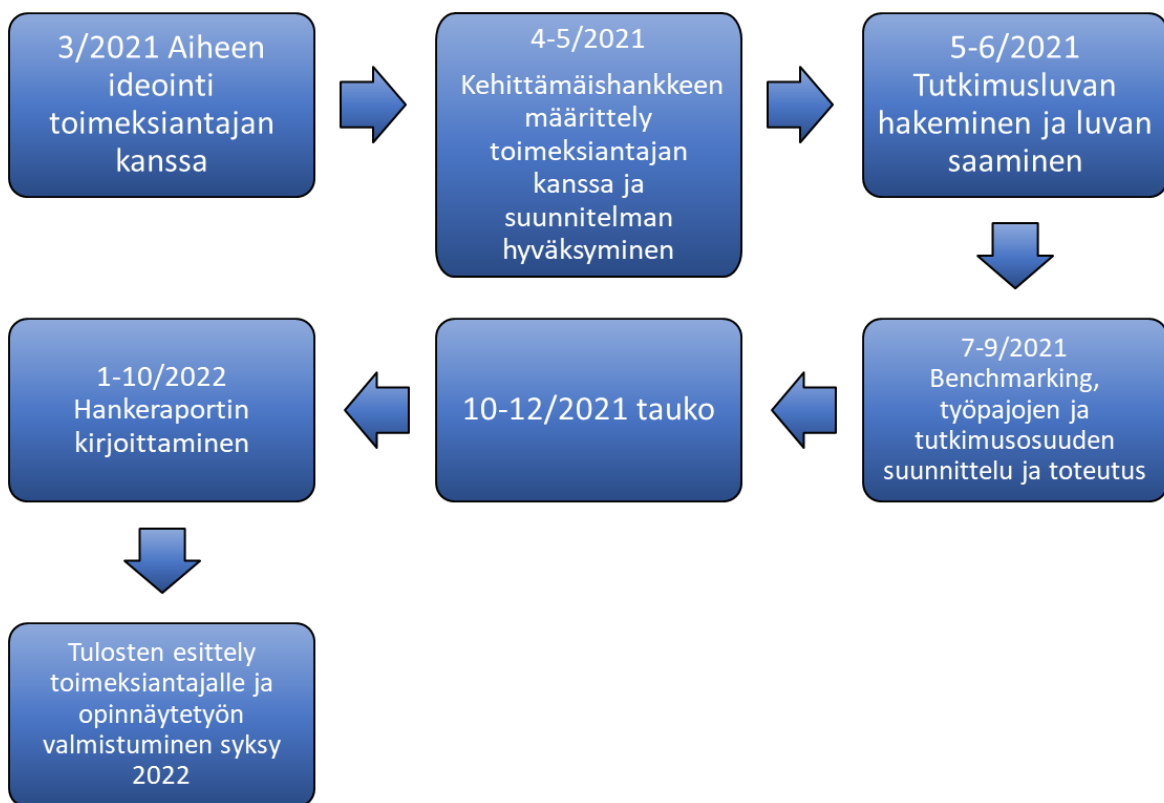 3/2021 Aiheen
ideointi
toimeksiantajan
kanssa
4-5/2021
Kehittämäishankkeen
määrittely
toimeksiantajan
kanssa ja
suunnitelman
hyväksyminen
5-6/2021
Tutkimusluvan
hakeminen ja luvan
saaminen
7-9/2021
Benchmarking,
työpajojen ja
tutkimusosuuden
suunnittelu ja toteutus
10-12/2021 tauko
1-10/2022
Hankeraportin
kirjoittaminen
Tulosten esittely
toimeksiantajalle ja
opinnäytetyön
valmistuminen syksy
2022